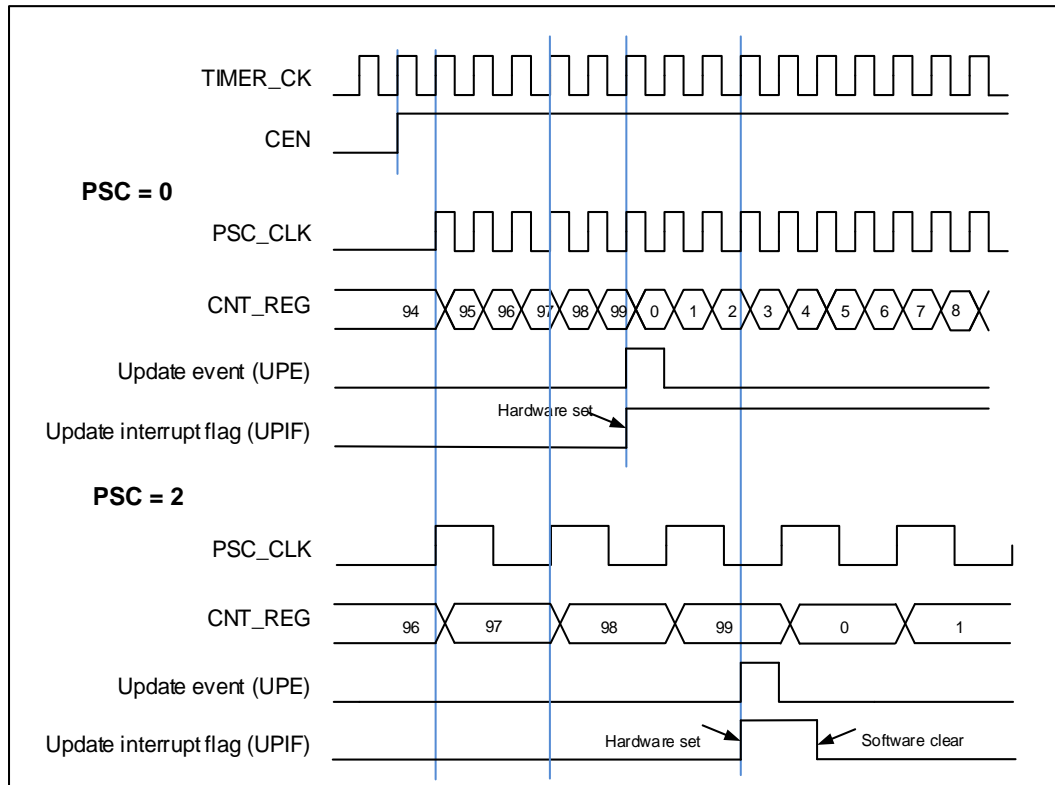 TIMER_CK
CEN
PSC = 0
PSC_CLK
CNT_REG 94 95 96 97 98 99 0 1 2 3 4 5 6 7 8
Update event (UPE)
Hardware set
Update interrupt flag (UPIF)
PSC = 2
PSC_CLK
CNT_REG 96 97 98 99 0 1
Update event (UPE)
Update interrupt flag (UPIF) Hardware set Software clear